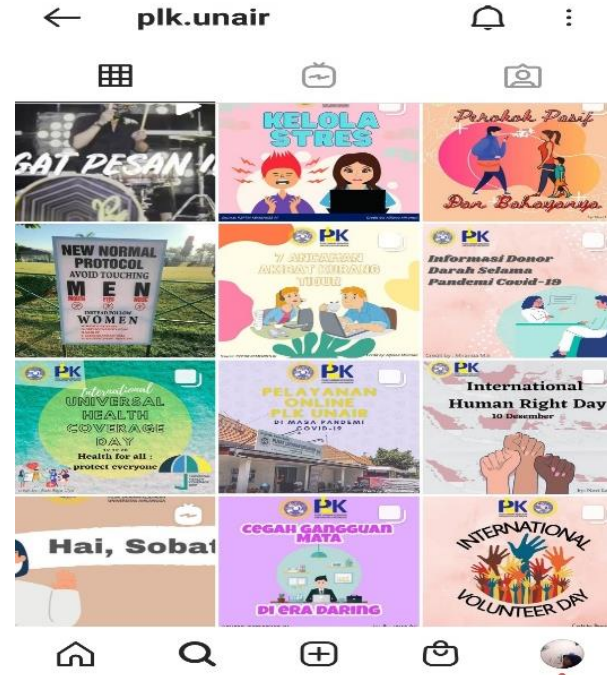 plk.unair
GAT PESAN I
KELOLA
STRES
Perokok Pasif
Dan Bahayanya
NEW NORMAL
PROTOCOL
AVOID TOUCHING
M E N
INSTEAD FOLLOW
WOMEN
PK
7 ANCAMAN
AKIBAT KURANG
TIDUR
PK
Informasi Donor
Darah Selama
Pandemi Covid-19
PK
International
UNIVERSAL
HEALTH
COVERAGE
DAY
Health for all :
protect everyone
PK
PELAYANAN
ONLINE
PLK UNAIR
DI MASA PANDEMI
COVID-19
PK
International
Human Right Day
10 Desember
Hai, Sobat
PK
CEGAH GANGGUAN
MATA
DI ERA DARING
PK
INTERNATIONAL
VOLUNTEER DAY